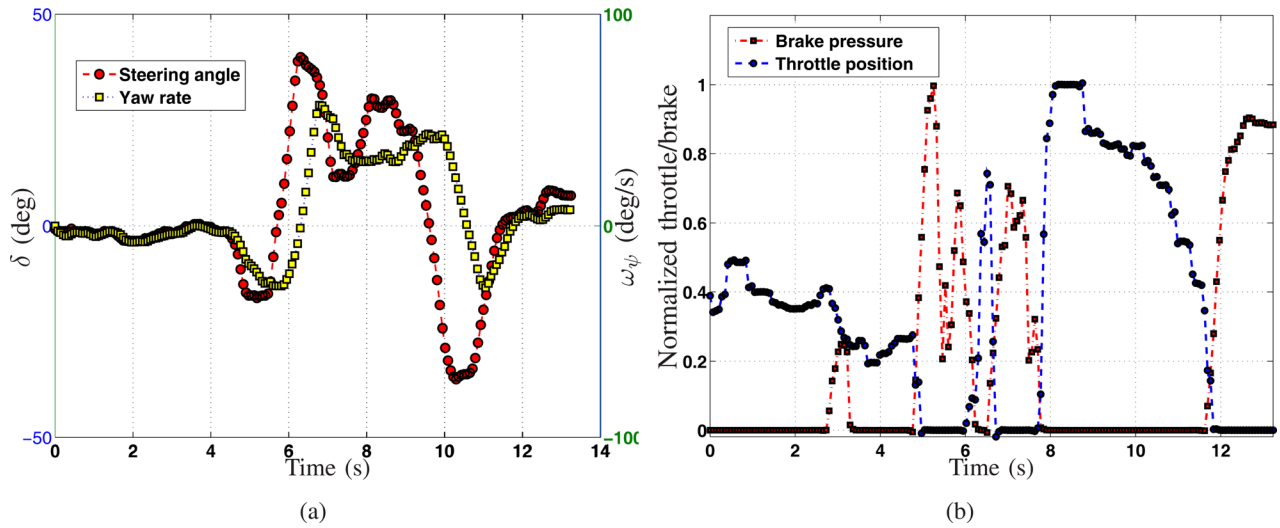 50
100
Steering angle
Yaw rate
δ (deg)
0
0
ω_ψ (deg/s)
−50
−100
0
2
4
6
8
10
12
14
Time (s)
(a)
Brake pressure
Throttle position
Normalized throttle/brake
1
0.8
0.6
0.4
0.2
0
0
2
4
6
8
10
12
Time (s)
(b)